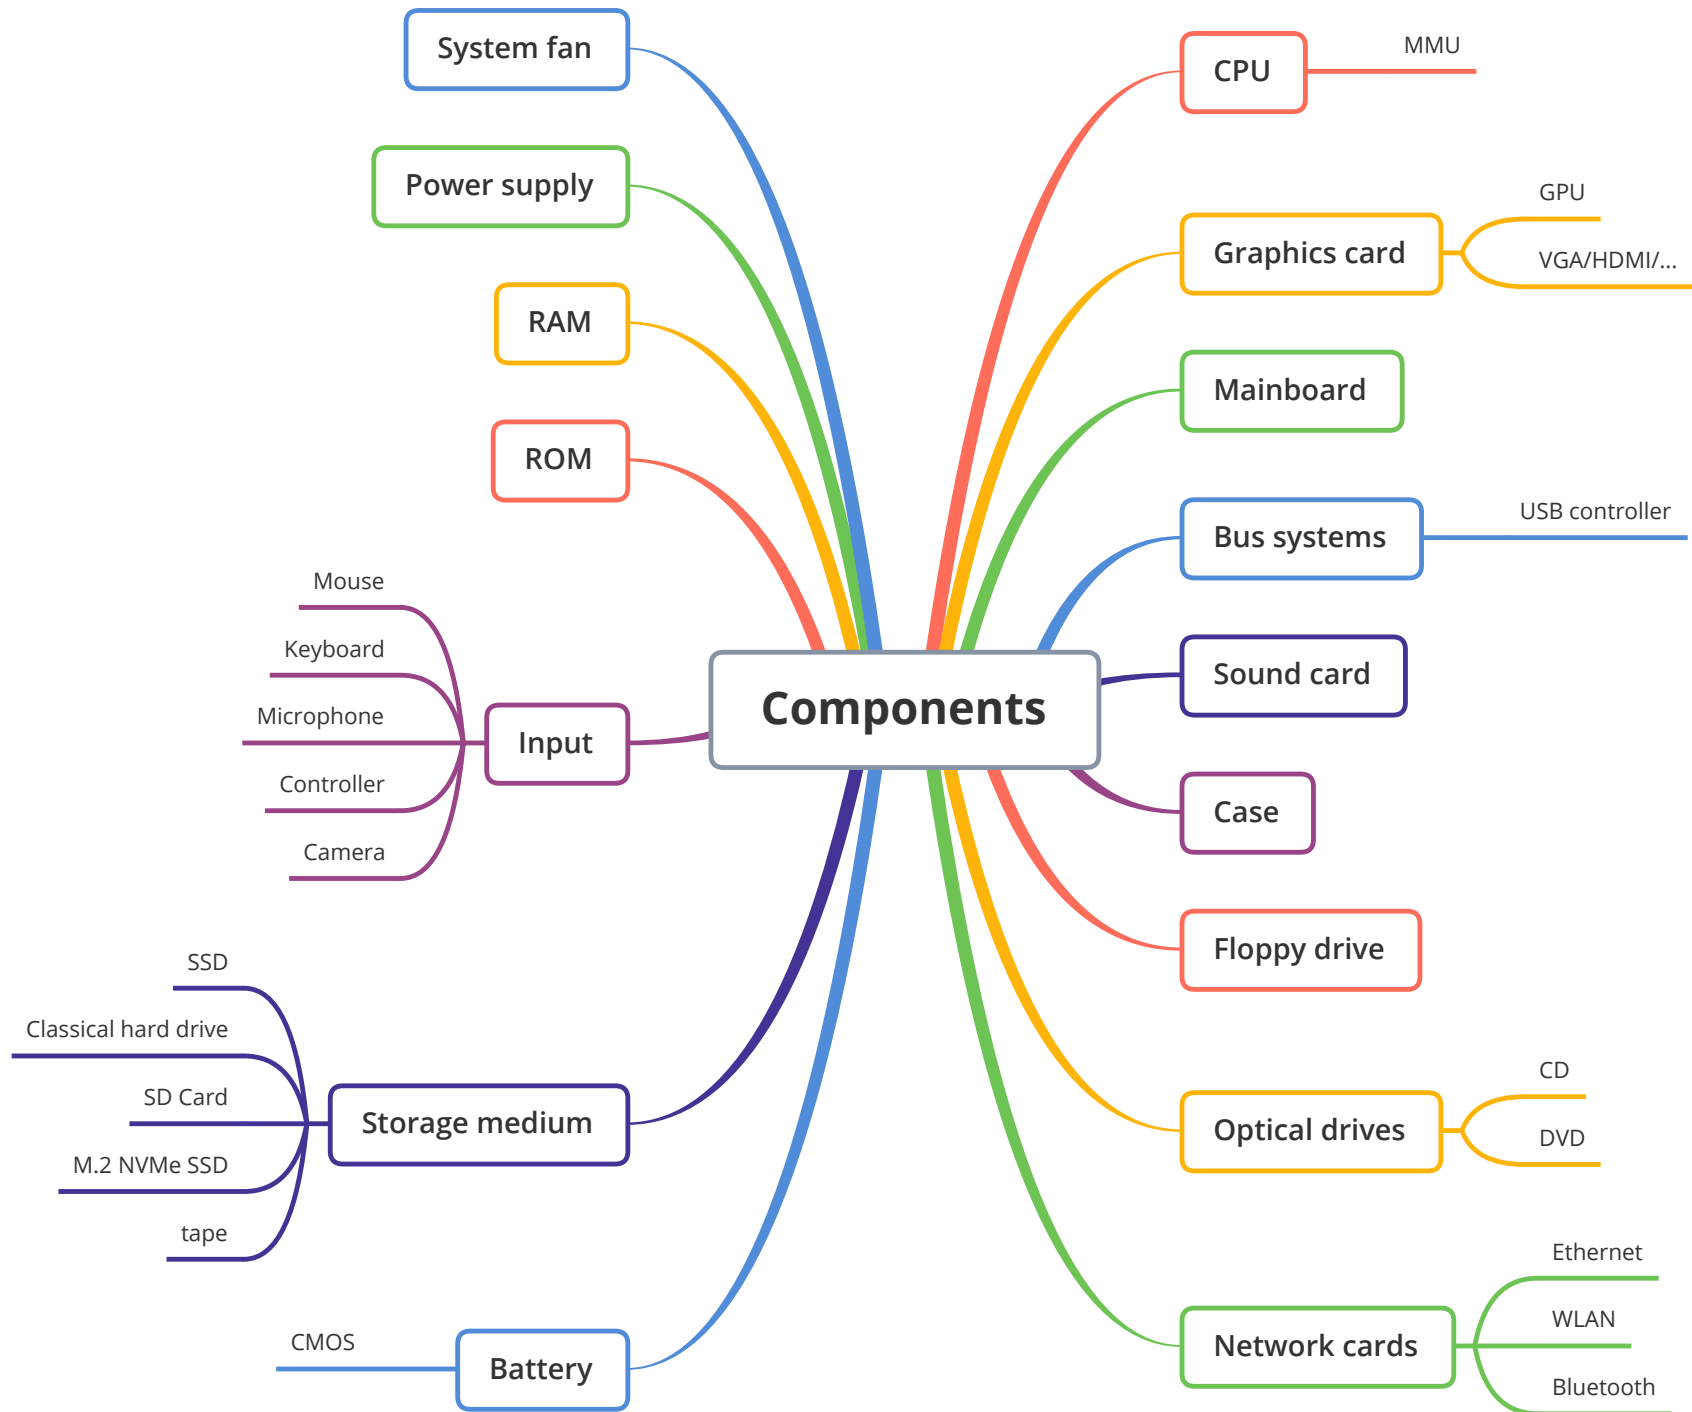 System fan
Power supply
RAM
ROM
Mouse
Keyboard
Microphone
Controller
Camera
Input
SSD
Classical hard drive
SD Card
M.2 NVMe SSD
tape
Storage medium
CMOS
Battery
Components
CPU
MMU
Graphics card
GPU
VGA/HDMI/...
Mainboard
Bus systems
USB controller
Sound card
Case
Floppy drive
Optical drives
CD
DVD
Network cards
Ethernet
WLAN
Bluetooth